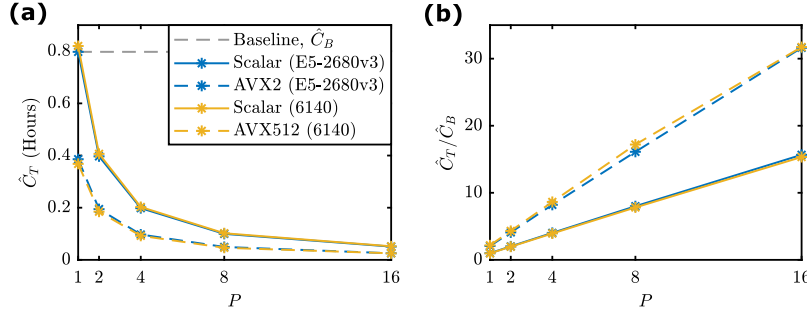 (a)
Baseline, Ĉ_B
Scalar (E5-2680v3)
AVX2 (E5-2680v3)
Scalar (6140)
AVX512 (6140)
0.8
0.6
0.4
0.2
0
Ĉ_T (Hours)
1 2 4 8 16
P
(b)
30
20
10
0
Ĉ_T/Ĉ_B
1 2 4 8 16
P